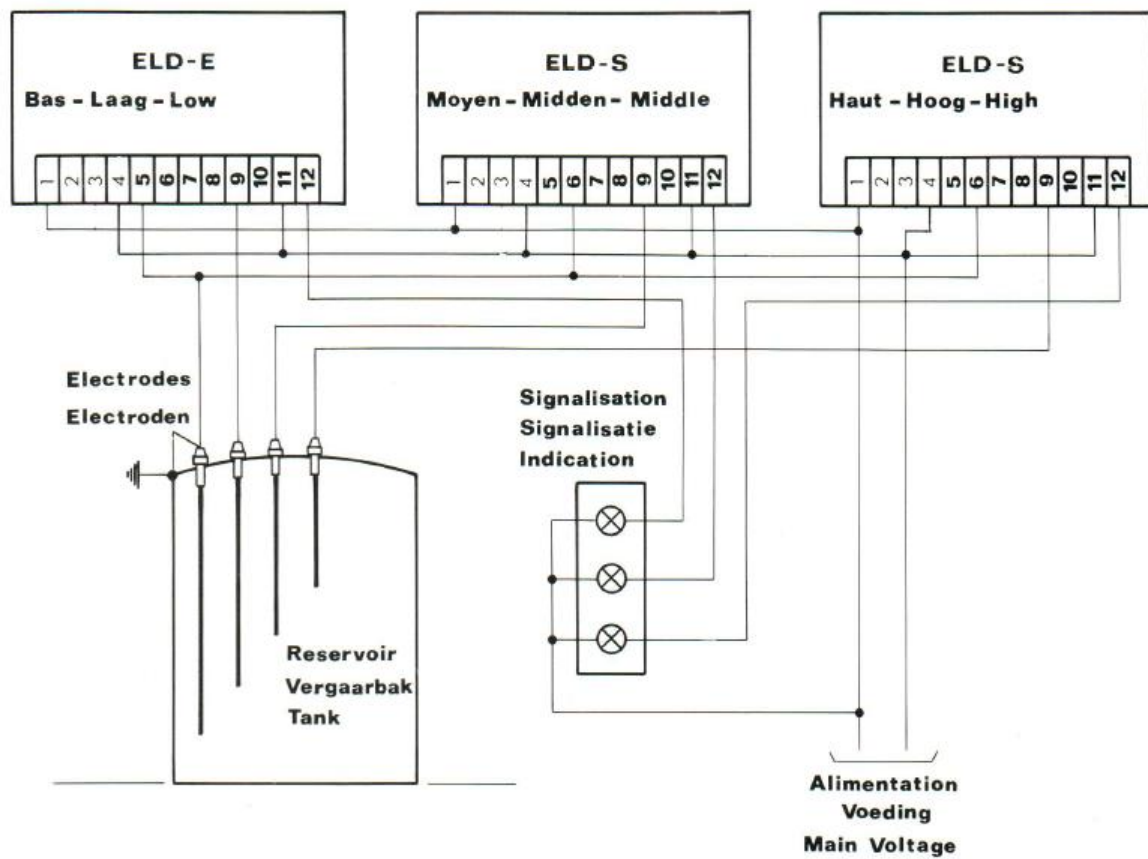 ELD-E
Bas - Laag - Low
1 2 3 4 5 6 7 8 9 10 11 12
ELD-S
Moyen - Midden - Middle
1 2 3 4 5 6 7 8 9 10 11 12
ELD-S
Haut - Hoog - High
1 2 3 4 5 6 7 8 9 10 11 12
Electrodes
Electroden
Signalisation
Signalisatie
Indication
Reservoir
Vergaarbak
Tank
Alimentation
Voeding
Main Voltage